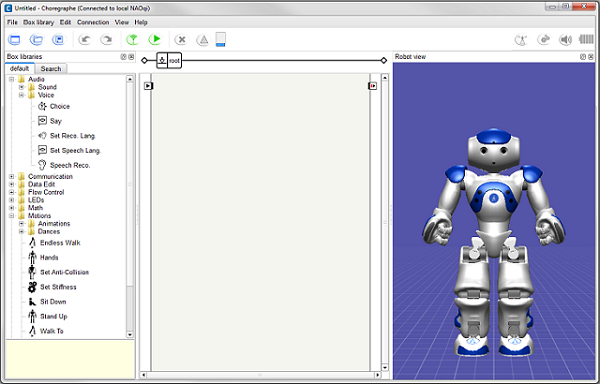 Untitled - Choregraphe (Connected to local NAOqi)
File Box library Edit Connection View Help
Box libraries
default Search
Audio
Sound
Voice
Choice
Say
Set Reco. Lang.
Set Speech Lang.
Speech Reco.
Communication
Data Edit
Flow Control
LEDs
Math
Motions
Animations
Dances
Endless Walk
Hands
Set Anti-Collision
Set Stiffness
Sit Down
Stand Up
Walk To
root
Robot view